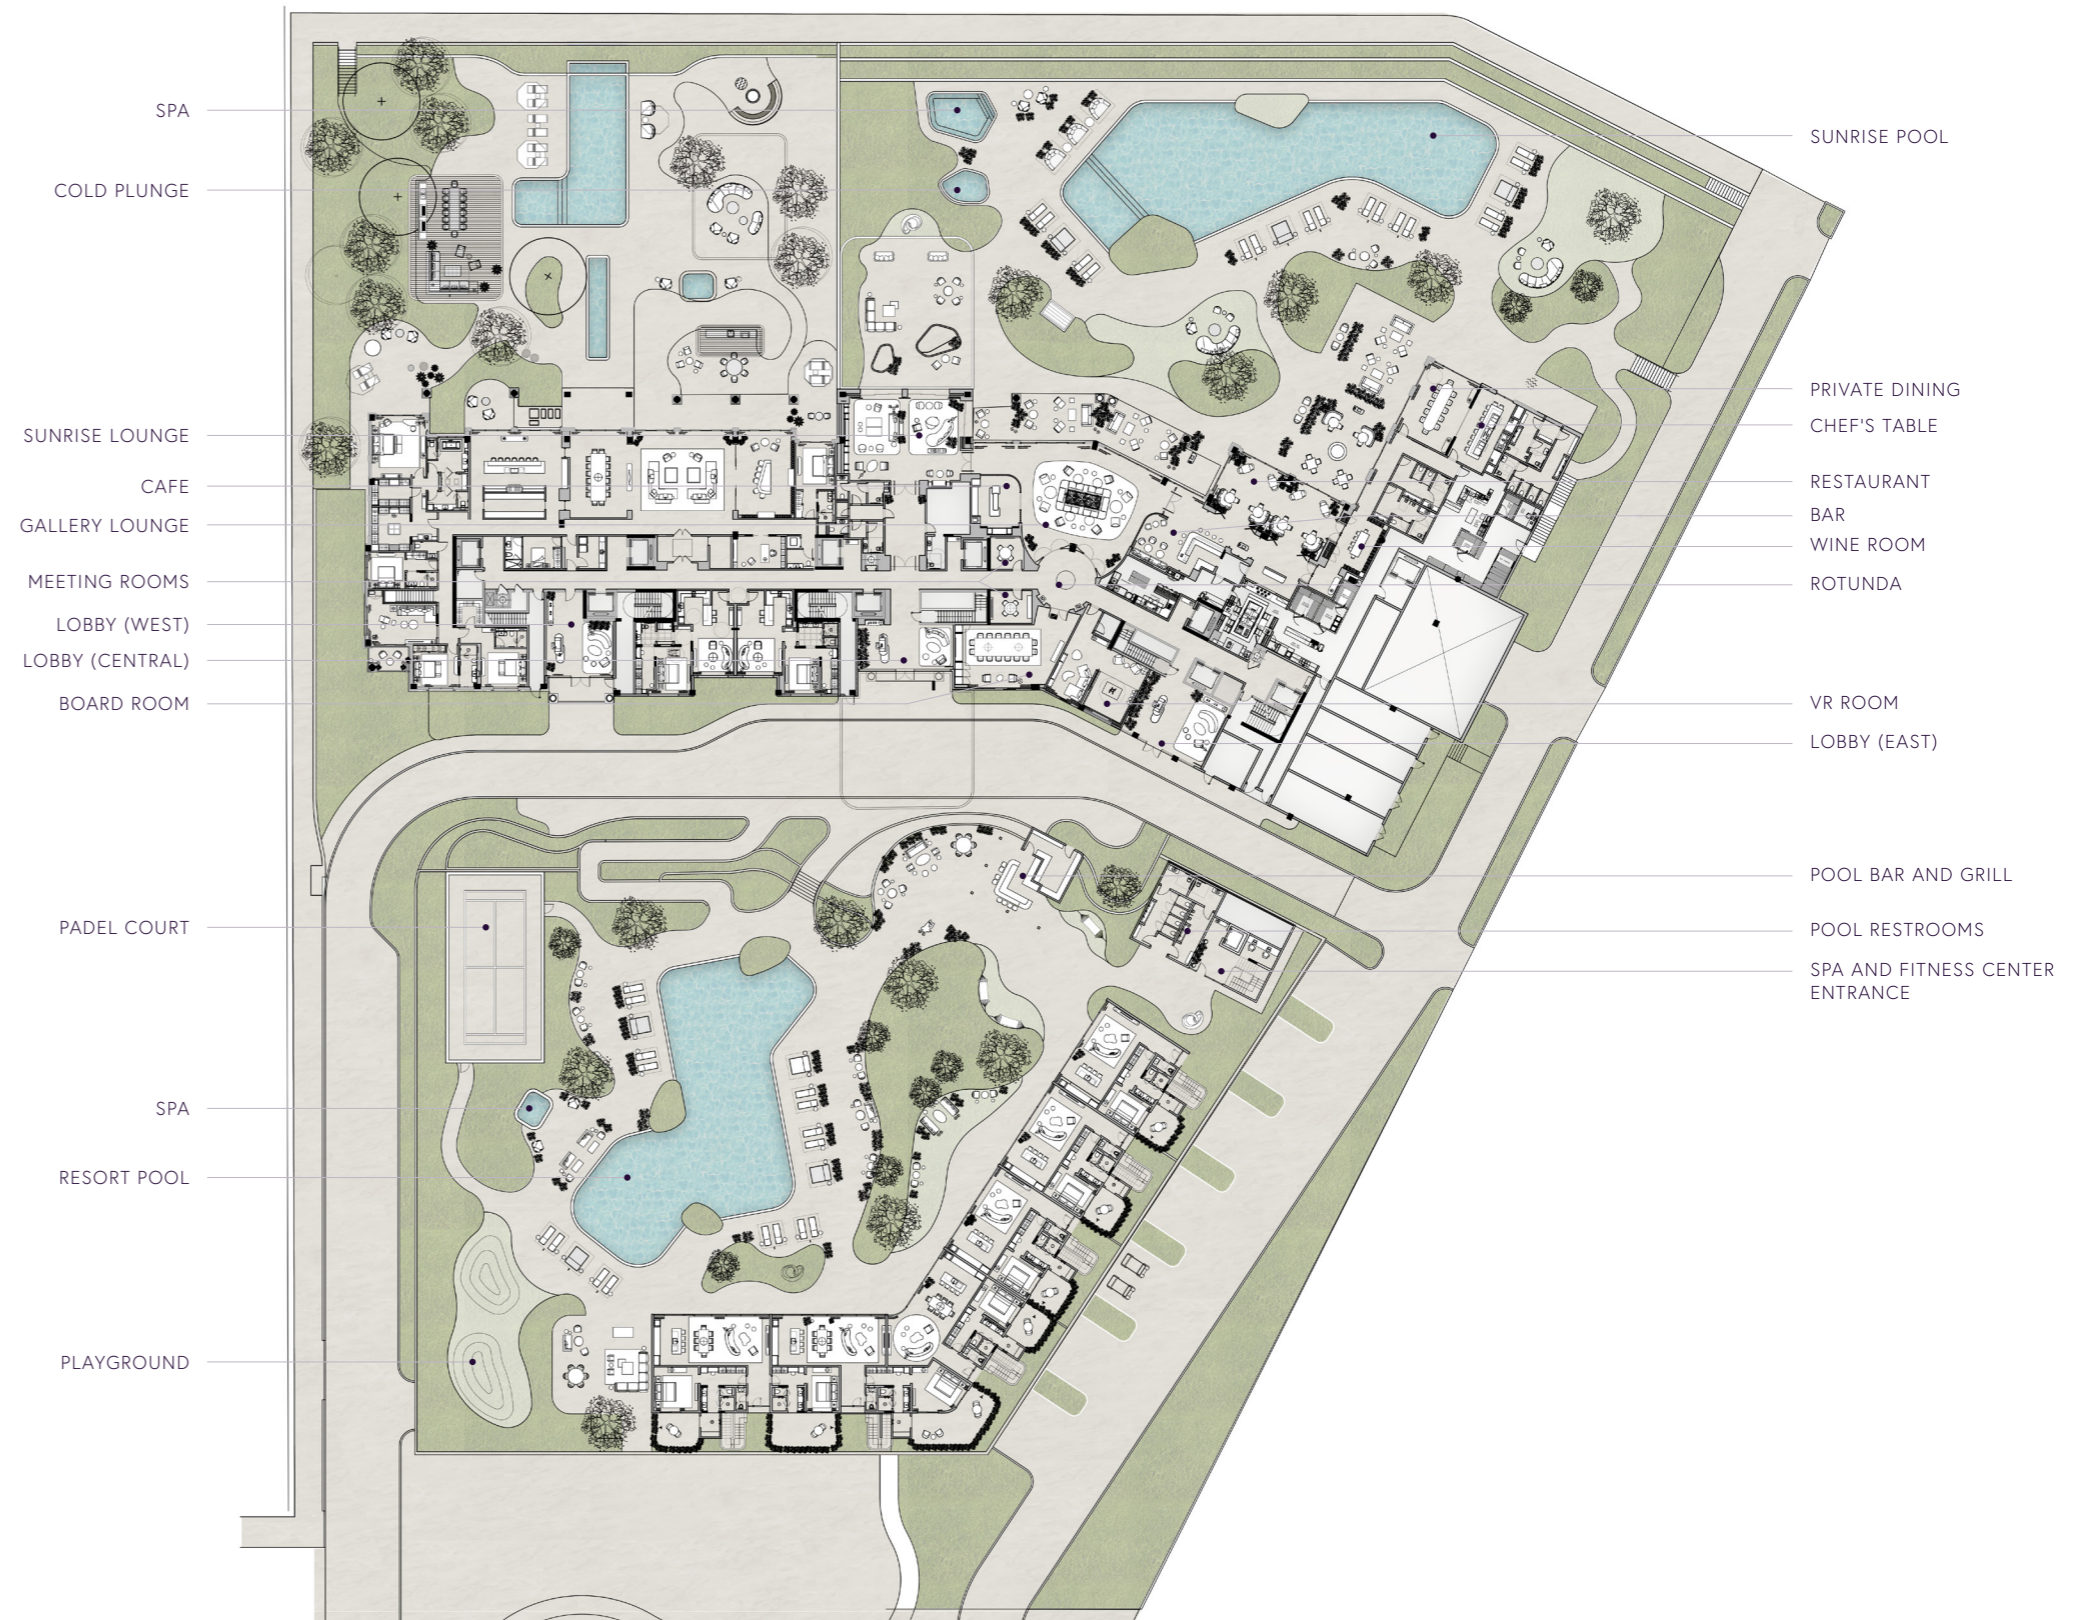 SPA
COLD PLUNGE
SUNRISE LOUNGE
CAFE
GALLERY LOUNGE
MEETING ROOMS
LOBBY (WEST)
LOBBY (CENTRAL)
BOARD ROOM
PADEL COURT
SPA
RESORT POOL
PLAYGROUND
SUNRISE POOL
PRIVATE DINING
CHEF'S TABLE
RESTAURANT
BAR
WINE ROOM
ROTUNDA
VR ROOM
LOBBY (EAST)
POOL BAR AND GRILL
POOL RESTROOMS
SPA AND FITNESS CENTER
ENTRANCE